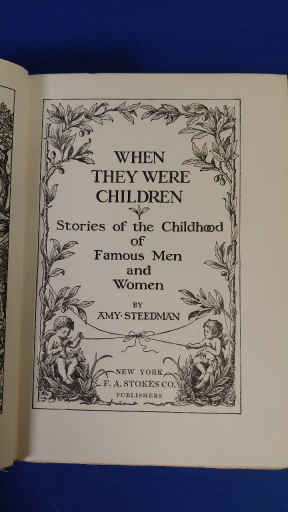 WHEN
THEY WERE
CHILDREN
Stories of the Childhood
of
Famous Men
and
Women
BY
AMY·STEEDMAN
NEW YORK
F. A. STOKES CO.
PUBLISHERS